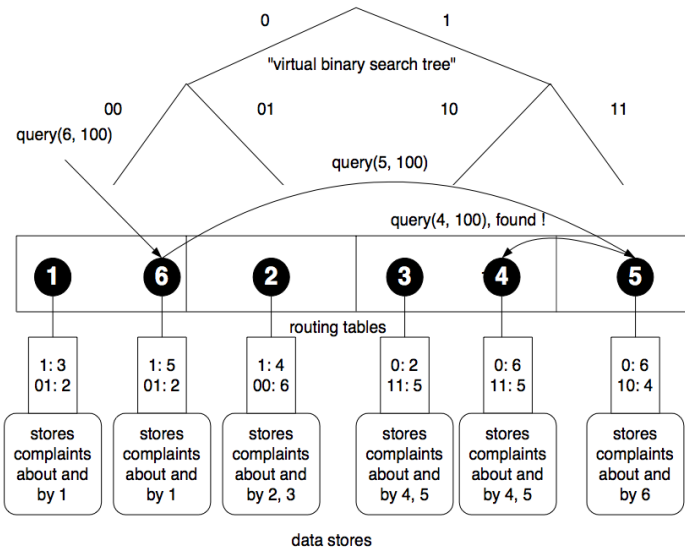 0 1
"virtual binary search tree"
00 01 10 11
query(6, 100)
query(5, 100)
query(4, 100), found !
1 6 2 3 4 5
routing tables
1: 3 1: 5 1: 4 0: 2 0: 6 0: 6
01: 2 01: 2 00: 6 11: 5 11: 5 10: 4
stores stores stores stores stores stores
complaints complaints complaints complaints complaints complaints
about and about and about and about and about and about and
by 1 by 1 by 2, 3 by 4, 5 by 4, 5 by 6
data stores